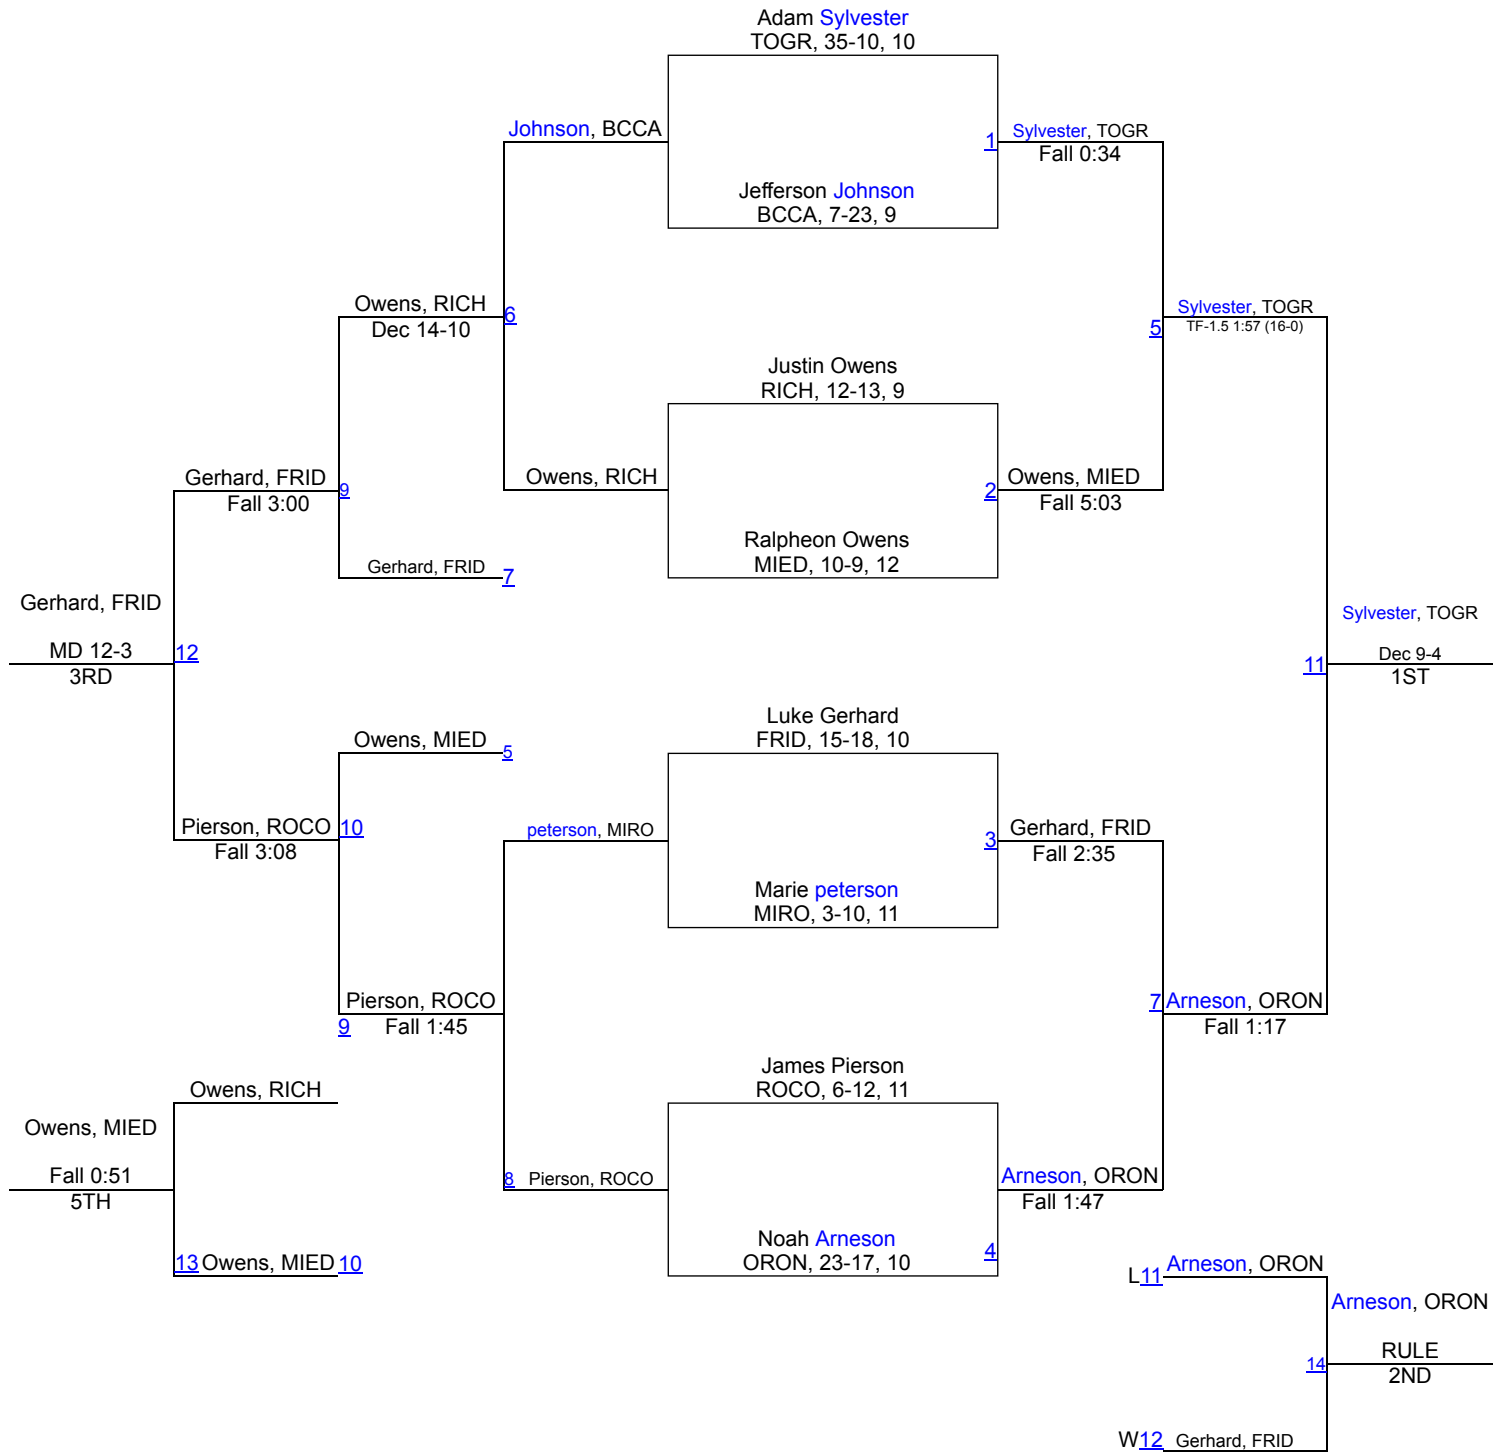 Adam Sylvester
TOGR, 35-10, 10
Johnson, BCCA
1
Sylvester, TOGR
Fall 0:34
Jefferson Johnson
BCCA, 7-23, 9
Owens, RICH
Dec 14-10
6
5
Sylvester, TOGR
TF-1.5 1:57 (16-0)
Justin Owens
RICH, 12-13, 9
Gerhard, FRID
Fall 3:00
9
Owens, RICH
2
Owens, MIED
Fall 5:03
Ralpheon Owens
MIED, 10-9, 12
Gerhard, FRID
7
Gerhard, FRID
MD 12-3
3RD
12
Sylvester, TOGR
11
Dec 9-4
1ST
Luke Gerhard
FRID, 15-18, 10
Owens, MIED
5
Pierson, ROCO
Fall 3:08
10
peterson, MIRO
3
Gerhard, FRID
Fall 2:35
Marie peterson
MIRO, 3-10, 11
Pierson, ROCO
9
Fall 1:45
7
Arneson, ORON
Fall 1:17
James Pierson
ROCO, 6-12, 11
Owens, RICH
Owens, MIED
Fall 0:51
5TH
8
Pierson, ROCO
Arneson, ORON
Fall 1:47
Noah Arneson
ORON, 23-17, 10
4
13
Owens, MIED
10
L11
Arneson, ORON
Arneson, ORON
14
RULE
2ND
W12
Gerhard, FRID